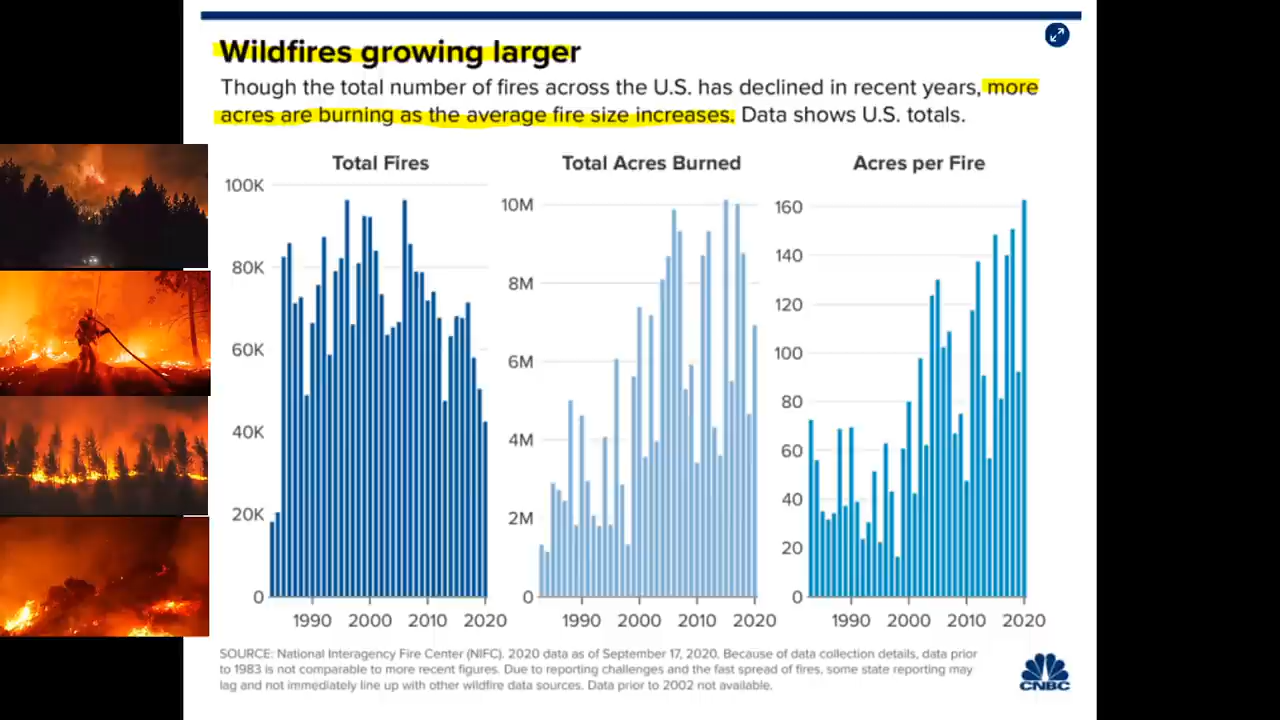 Wildfires growing larger
Though the total number of fires across the U.S. has declined in recent years, more
acres are burning as the average fire size increases. Data shows U.S. totals.
Total Fires
100K
80K
60K
40K
20K
0
1990 2000 2010 2020
Total Acres Burned
10M
8M
6M
4M
2M
0
1990 2000 2010 2020
Acres per Fire
160
140
120
100
80
60
40
20
0
1990 2000 2010 2020
SOURCE: National Interagency Fire Center (NIFC). 2020 data as of September 17, 2020. Because of data collection details, data prior
to 1983 is not comparable to more recent figures. Due to reporting challenges and the fast spread of fires, some state reporting may
lag and not immediately line up with other wildfire data sources. Data prior to 2002 not available.
CNBC